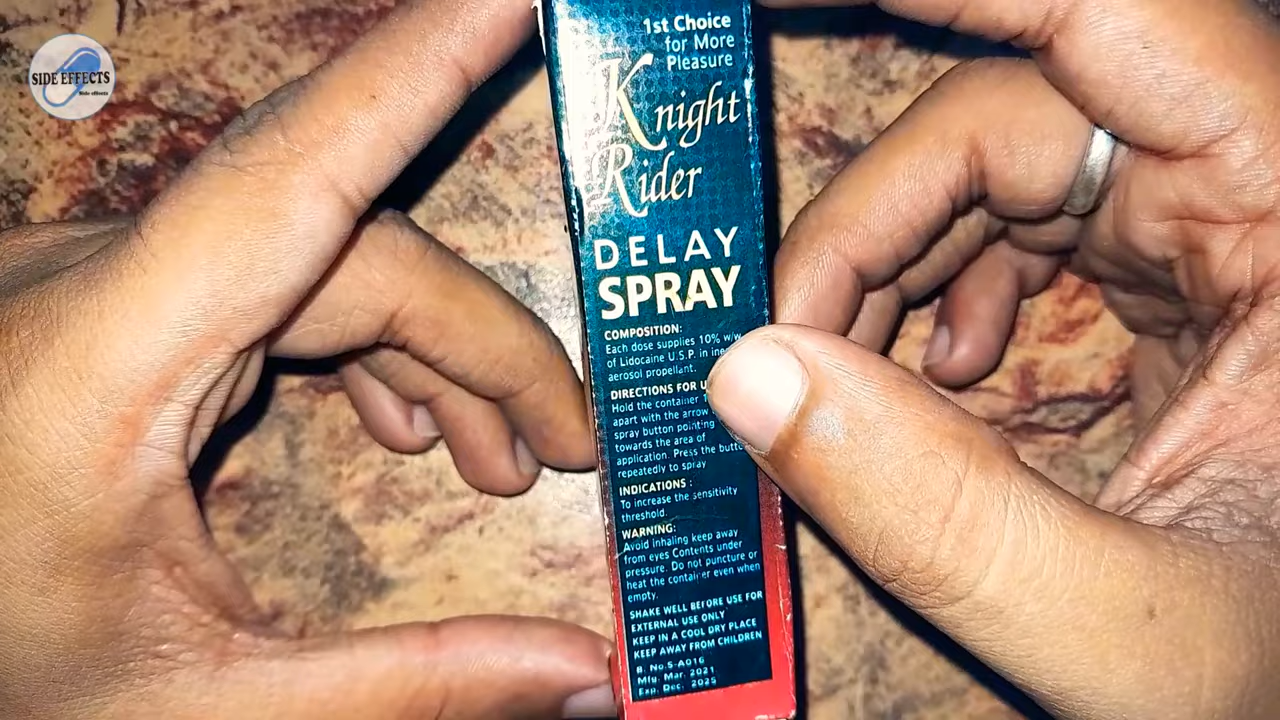 SIDE EFFECTS
Hide effects
1st Choice
for More
Pleasure
Knight
Rider
DELAY
SPRAY
COMPOSITION:
Each dose supplies 10% w/w
of Lidocaine U.S.P. in
aerosol propellant.
DIRECTIONS FOR
Hold the container
apart with the arrow
spray button pointing
towards the area of
application. Press the
repeatedly to spray
INDICATIONS :
To increase the sensitivity
threshold.
WARNING:
Avoid inhaling keep away
from eyes Contents under
pressure. Do not puncture or
heat the container even when
empty.
SHAKE WELL BEFORE USE FOR
EXTERNAL USE ONLY
KEEP IN A COOL DRY PLACE
KEEP AWAY FROM CHILDREN
B. No.S-A016
Mfg. Mar. 2021
Exp. Dec. 2025